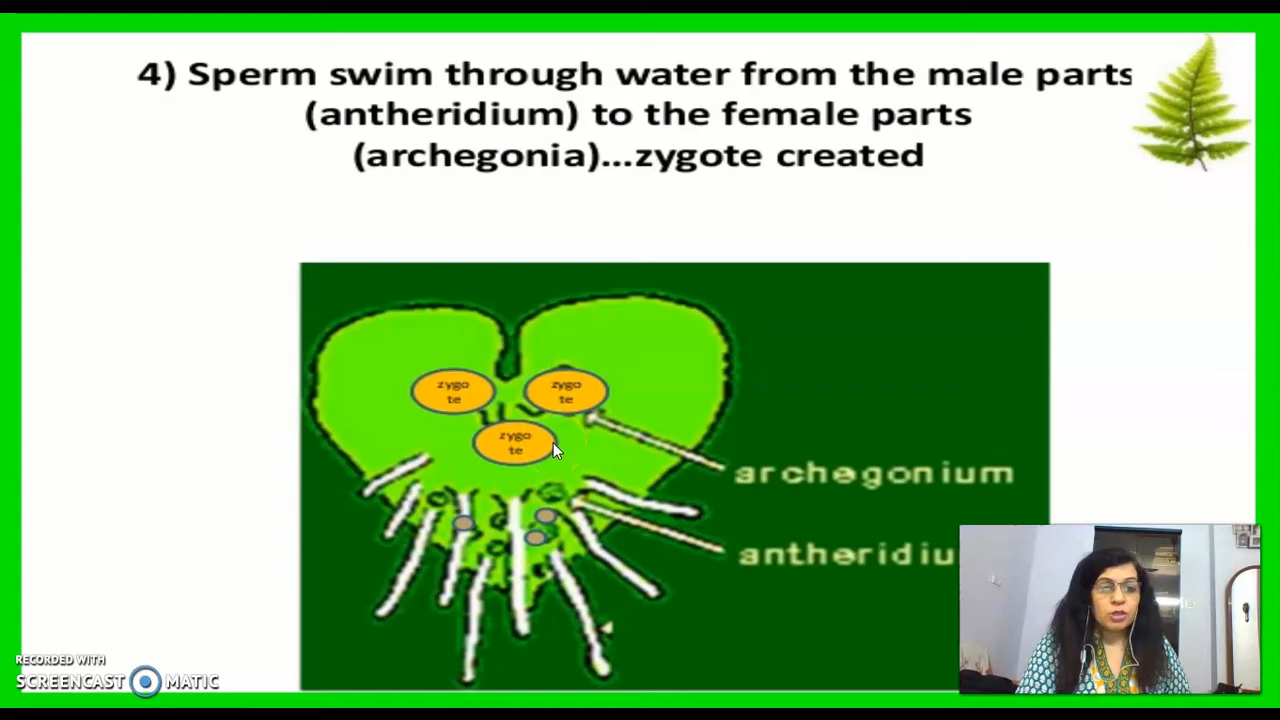 4) Sperm swim through water from the male parts
(antheridium) to the female parts
(archegonia)...zygote created
zygo
te
zygo
te
zygo
te
archegonium
antheridiu
RECORDED WITH
SCREENCAST MATIC